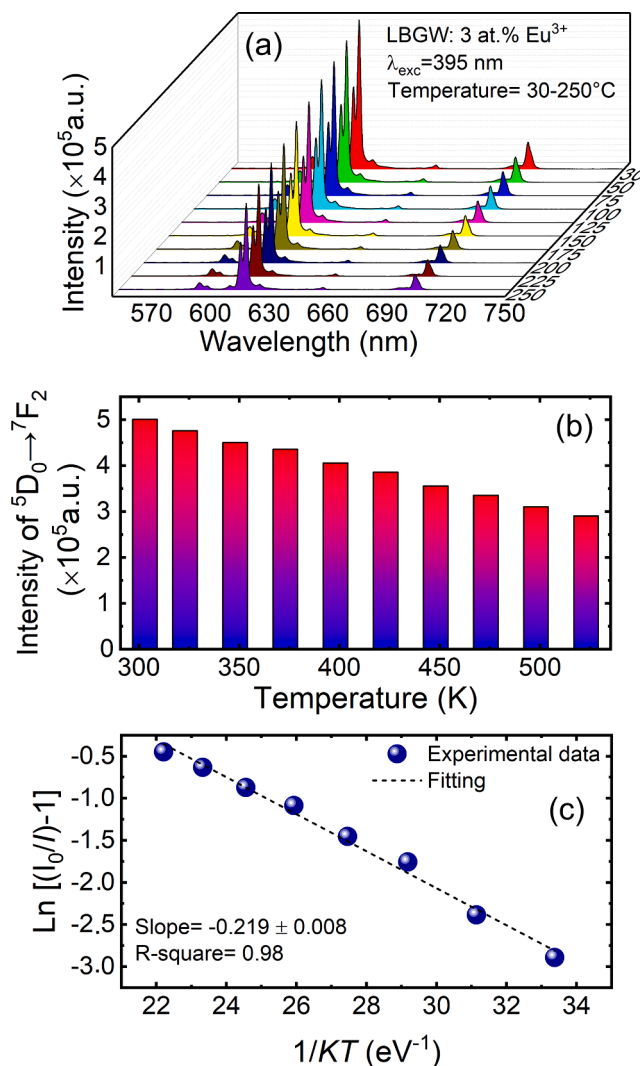 (a)
LBGW: 3 at.% Eu³⁺
λexc=395 nm
Temperature= 30-250°C
Intensity (×10⁵a.u.)
5
4
3
2
1
30
50
75
100
125
150
175
200
225
250
570 600 630 660 690 720 750
Wavelength (nm)
(b)
Intensity of ⁵D₀→⁷F₂
(×10⁵a.u.)
5
4
3
2
1
0
300 350 400 450 500
Temperature (K)
(c)
Experimental data
Fitting
Ln [(I₀/I)-1]
-0.5
-1.0
-1.5
-2.0
-2.5
-3.0
Slope= -0.219 ± 0.008
R-square= 0.98
22 24 26 28 30 32 34
1/KT (eV⁻¹)